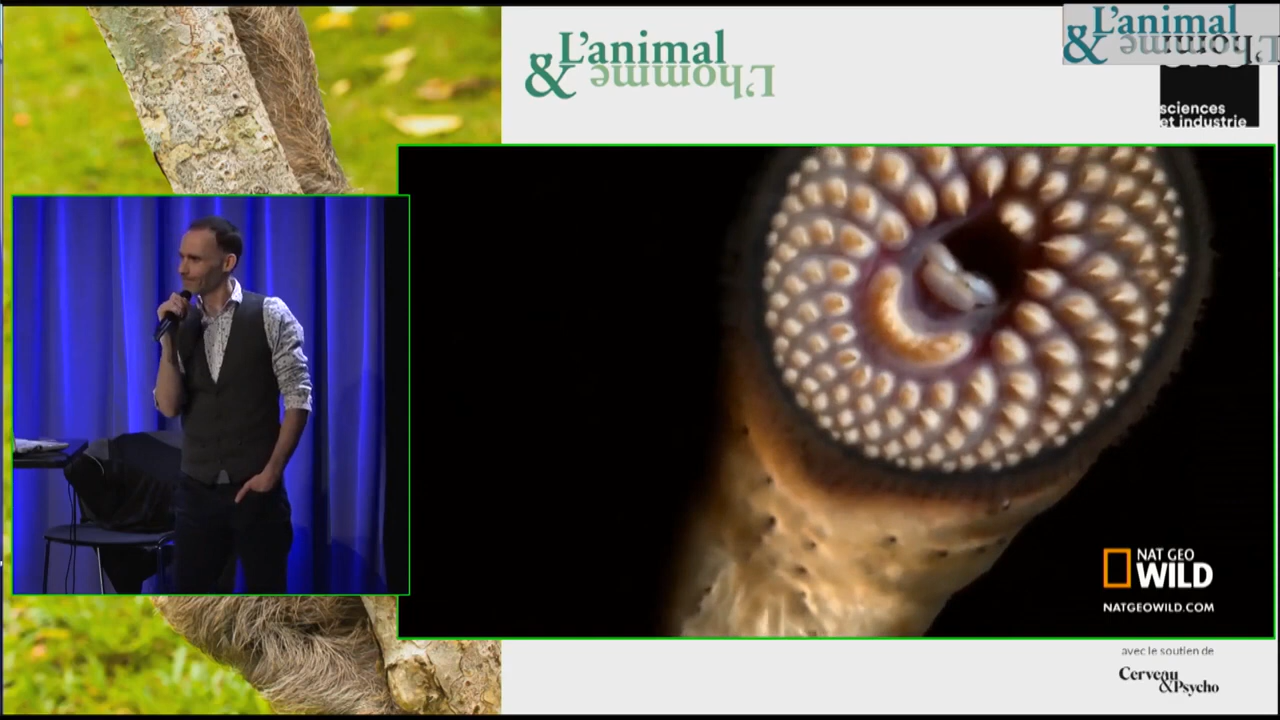 L'animal
& L'homme
L'animal
& L'homme
sciences
et industrie
NAT GEO
WILD
NATGEOWILD.COM
avec le soutien de
Cerveau
&Psycho